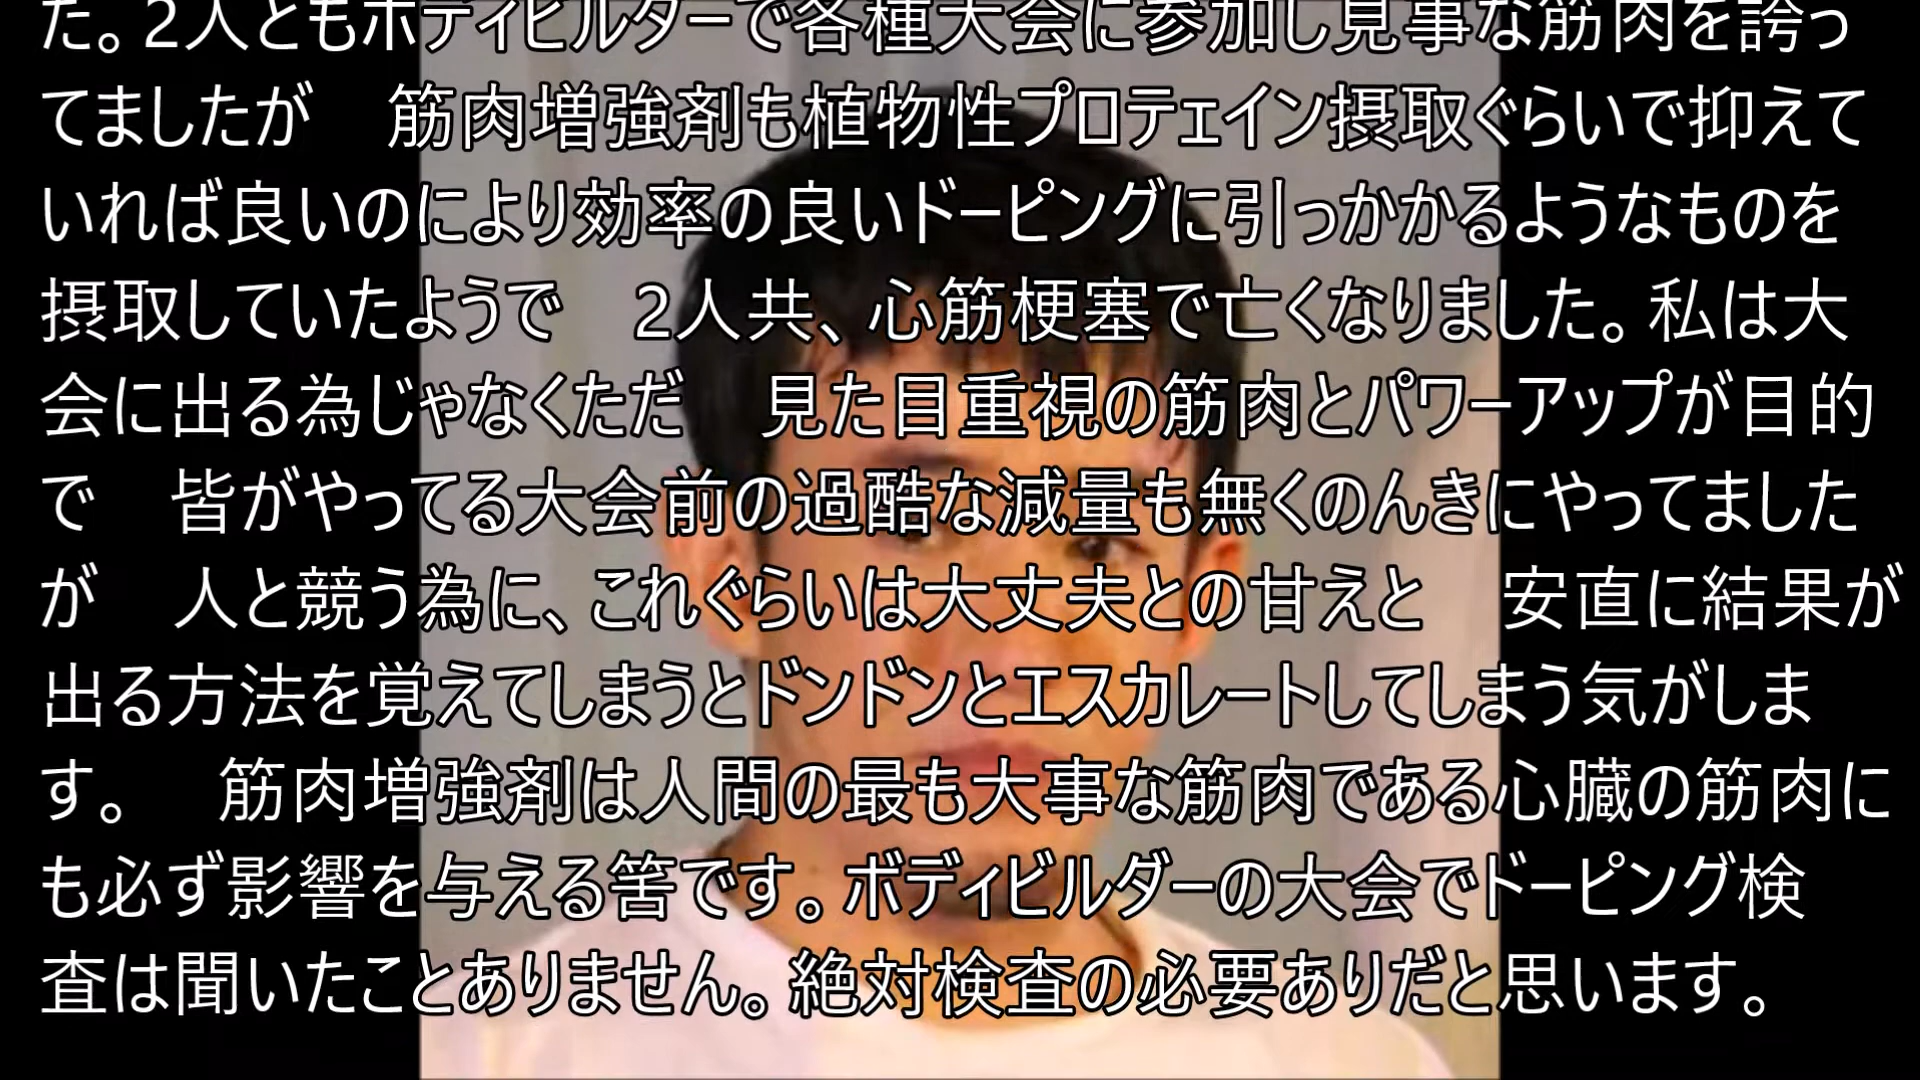 た。2人ともボディビルダーで各種大会に参加し見事な筋肉を誇っ
てましたが　筋肉増強剤も植物性プロテェイン摂取ぐらいで抑えて
いれば良いのにより効率の良いドーピングに引っかかるようなものを
摂取していたようで　2人共、心筋梗塞で亡くなりました。私は大
会に出る為じゃなくただ　見た目重視の筋肉とパワーアップが目的
で　皆がやってる大会前の過酷な減量も無くのんきにやってました
が　人と競う為に、これぐらいは大丈夫との甘えと　安直に結果が
出る方法を覚えてしまうとドンドンとエスカレートしてしまう気がしま
す。　筋肉増強剤は人間の最も大事な筋肉である心臓の筋肉に
も必ず影響を与える筈です。ボディビルダーの大会でドーピング検
査は聞いたことありません。絶対検査の必要ありだと思います。